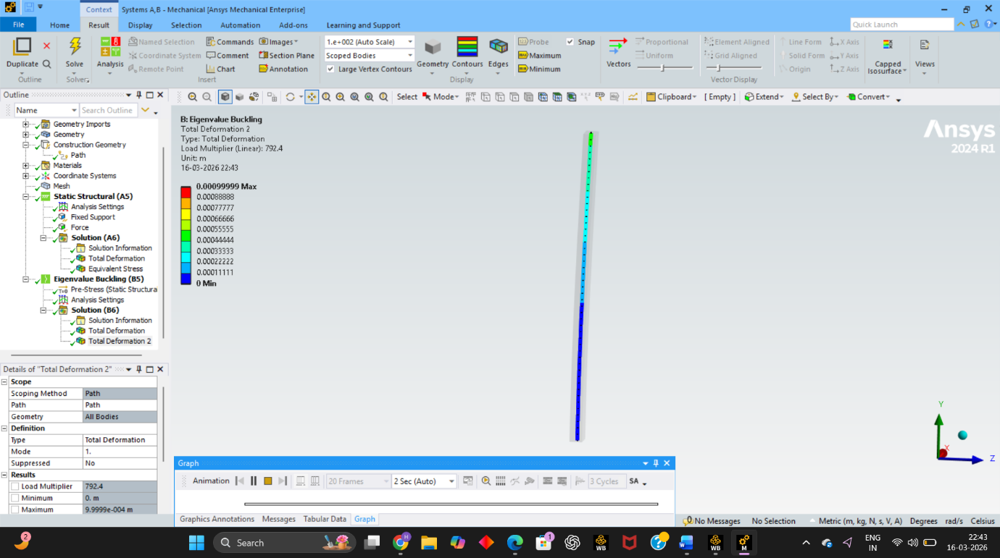 Context Systems A,B - Mechanical [Ansys Mechanical Enterprise]
File Home Result Display Selection Automation Add-ons Learning and Support Quick Launch
Named Selection Commands Images 1.e+002 (Auto Scale) Probe Snap Proportional Element Aligned Line Form X Axis
Coordinate System Comment Section Plane Scoped Bodies Maximum Uniform Grid Aligned Solid Form Y Axis
Duplicate Solve Analysis Remote Point Chart Annotation Large Vertex Contours Geometry Contours Edges Minimum Vectors Origin Z Axis Capped Isosurface Views
Outline Solver Insert Display Vector Display
Outline Select Mode Clipboard [ Empty ] Extend Select By Convert
Name Search Outline
Geometry Imports
Geometry
Construction Geometry
Path
Materials
Coordinate Systems
Mesh
Static Structural (A5)
Analysis Settings
Fixed Support
Force
Solution (A6)
Solution Information
Total Deformation
Equivalent Stress
Eigenvalue Buckling (B5)
Pre-Stress (Static Structura
Analysis Settings
Solution (B6)
Solution Information
Total Deformation
Total Deformation 2
B: Eigenvalue Buckling
Total Deformation 2
Type: Total Deformation
Load Multiplier (Linear): 792.4
Unit: m
16-03-2026 22:43
0.00099999 Max
0.00088888
0.00077777
0.00066666
0.00055555
0.00044444
0.00033333
0.00022222
0.00011111
0 Min
Ansys
2024 R1
Y
X
Z
Details of "Total Deformation 2"
Scope
Scoping Method Path
Path Path
Geometry All Bodies
Definition
Type Total Deformation
Mode 1.
Suppressed No
Results
Load Multiplier 792.4
Minimum 0. m
Maximum 9.9999e-004 m
Graph
Animation 20 Frames 2 Sec (Auto) 3 Cycles SA
Graphics Annotations Messages Tabular Data Graph
0 No Messages No Selection Metric (m, kg, N, s, V, A) Degrees rad/s Celsius
2 Search H 1 WB W WB M ENG IN 22:43
16-03-2026